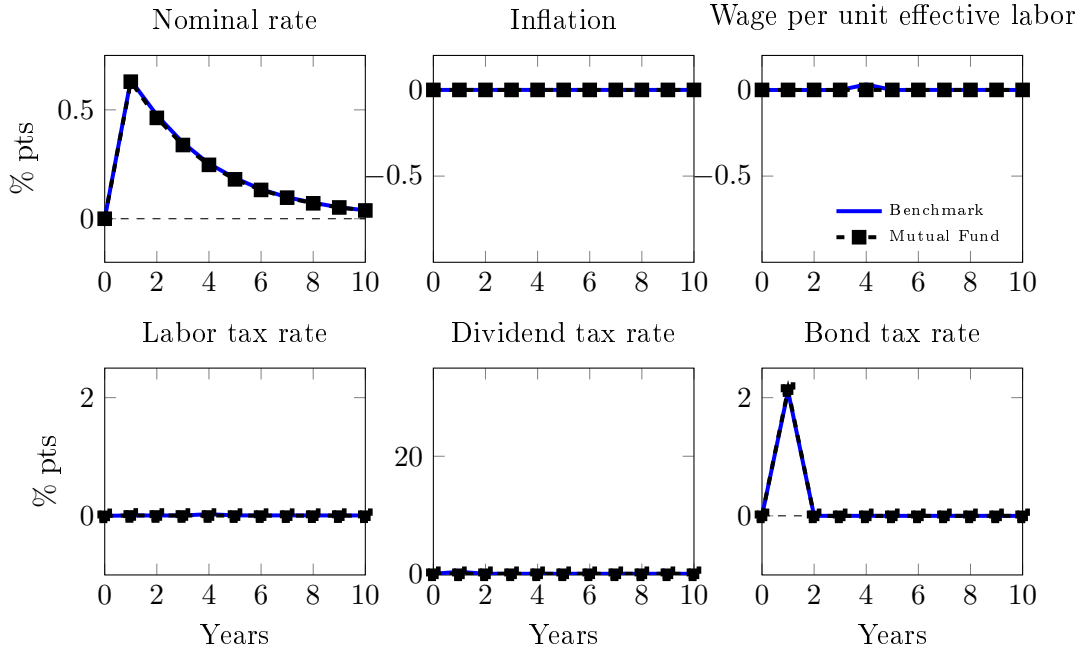 Nominal rate
Inflation
Wage per unit effective labor
% pts
0.5
0
0 2 4 6 8 10
0
−0.5
0 2 4 6 8 10
0
−0.5
Benchmark
Mutual Fund
0 2 4 6 8 10
Labor tax rate
Dividend tax rate
Bond tax rate
% pts
2
0
0 2 4 6 8 10
Years
20
0
0 2 4 6 8 10
Years
2
0
0 2 4 6 8 10
Years